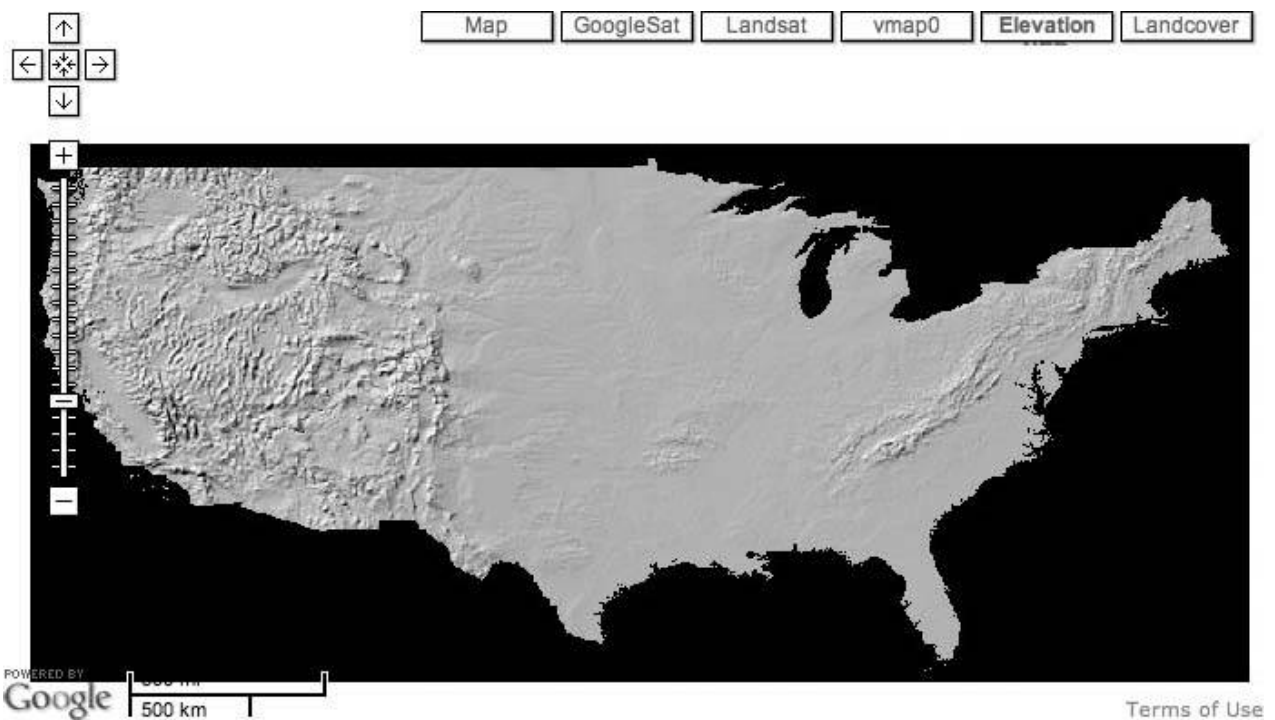 Map GoogleSat Landsat vmap0 Elevation Landcover
POWERED BY
Google
500 km
Terms of Use